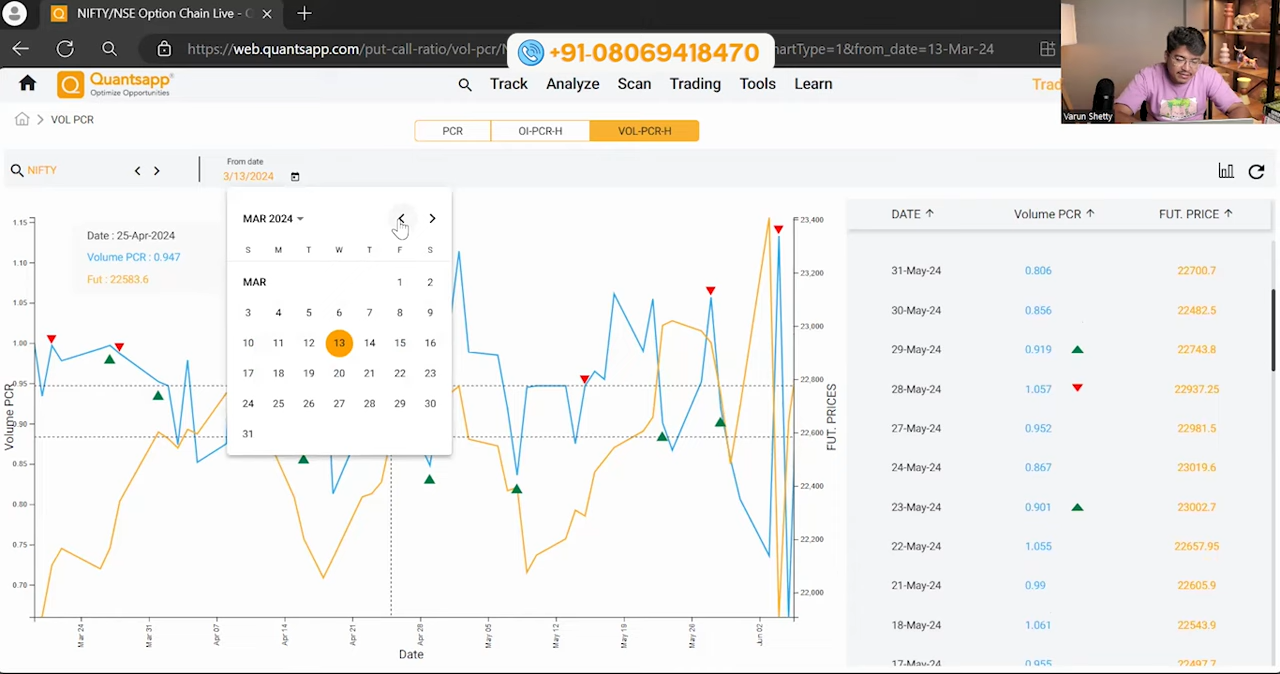 NIFTY/NSE Option Chain Live - 
https://web.quantsapp.com/put-call-ratio/vol-pcr/
+91-08069418470
hartType=1&from_date=13-Mar-24
Quantsapp
Optimize Opportunities
Track
Analyze
Scan
Trading
Tools
Learn
Trad
Varun Shetty
VOL PCR
PCR
OI-PCR-H
VOL-PCR-H
NIFTY
From date
3/13/2024
MAR 2024
S M T W T F S
MAR 1 2
3 4 5 6 7 8 9
10 11 12 13 14 15 16
17 18 19 20 21 22 23
24 25 26 27 28 29 30
31
Date : 25-Apr-2024
Volume PCR : 0.947
Fut : 22583.6
1.15
1.10
1.05
1.00
0.95
0.90
0.85
0.80
0.75
0.70
Volume PCR
23,400
23,200
23,000
22,800
22,600
22,400
22,200
22,000
FUT. PRICES
Mar 24
Mar 31
Apr 07
Apr 14
Apr 21
Apr 28
May 05
May 12
May 19
May 26
Jun 02
Date
DATE Volume PCR FUT. PRICE
31-May-24 0.806 22700.7
30-May-24 0.856 22482.5
29-May-24 0.919 22743.8
28-May-24 1.057 22937.25
27-May-24 0.952 22981.5
24-May-24 0.867 23019.6
23-May-24 0.901 23002.7
22-May-24 1.055 22657.95
21-May-24 0.99 22605.9
18-May-24 1.061 22543.9
17-May-24 0.955 22497.7